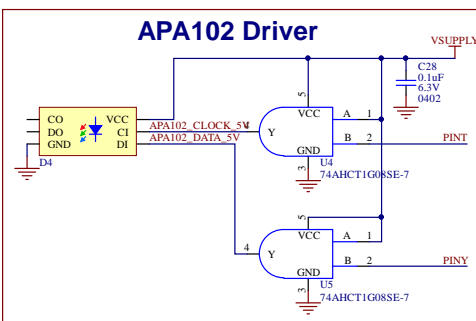 APA102 Driver
VSUPPLY
C28
0.1uF
6.3V
0402
5
VCC
A
1
CO
VCC
APA102_CLOCK_5V
4
Y
DO
CI
APA102_DATA_5V
B
2
PINT
GND
DI
GND
D4
U4
3
74AHCT1G08SE-7
5
VCC
A
1
4
Y
B
2
PINY
GND
U5
3
74AHCT1G08SE-7